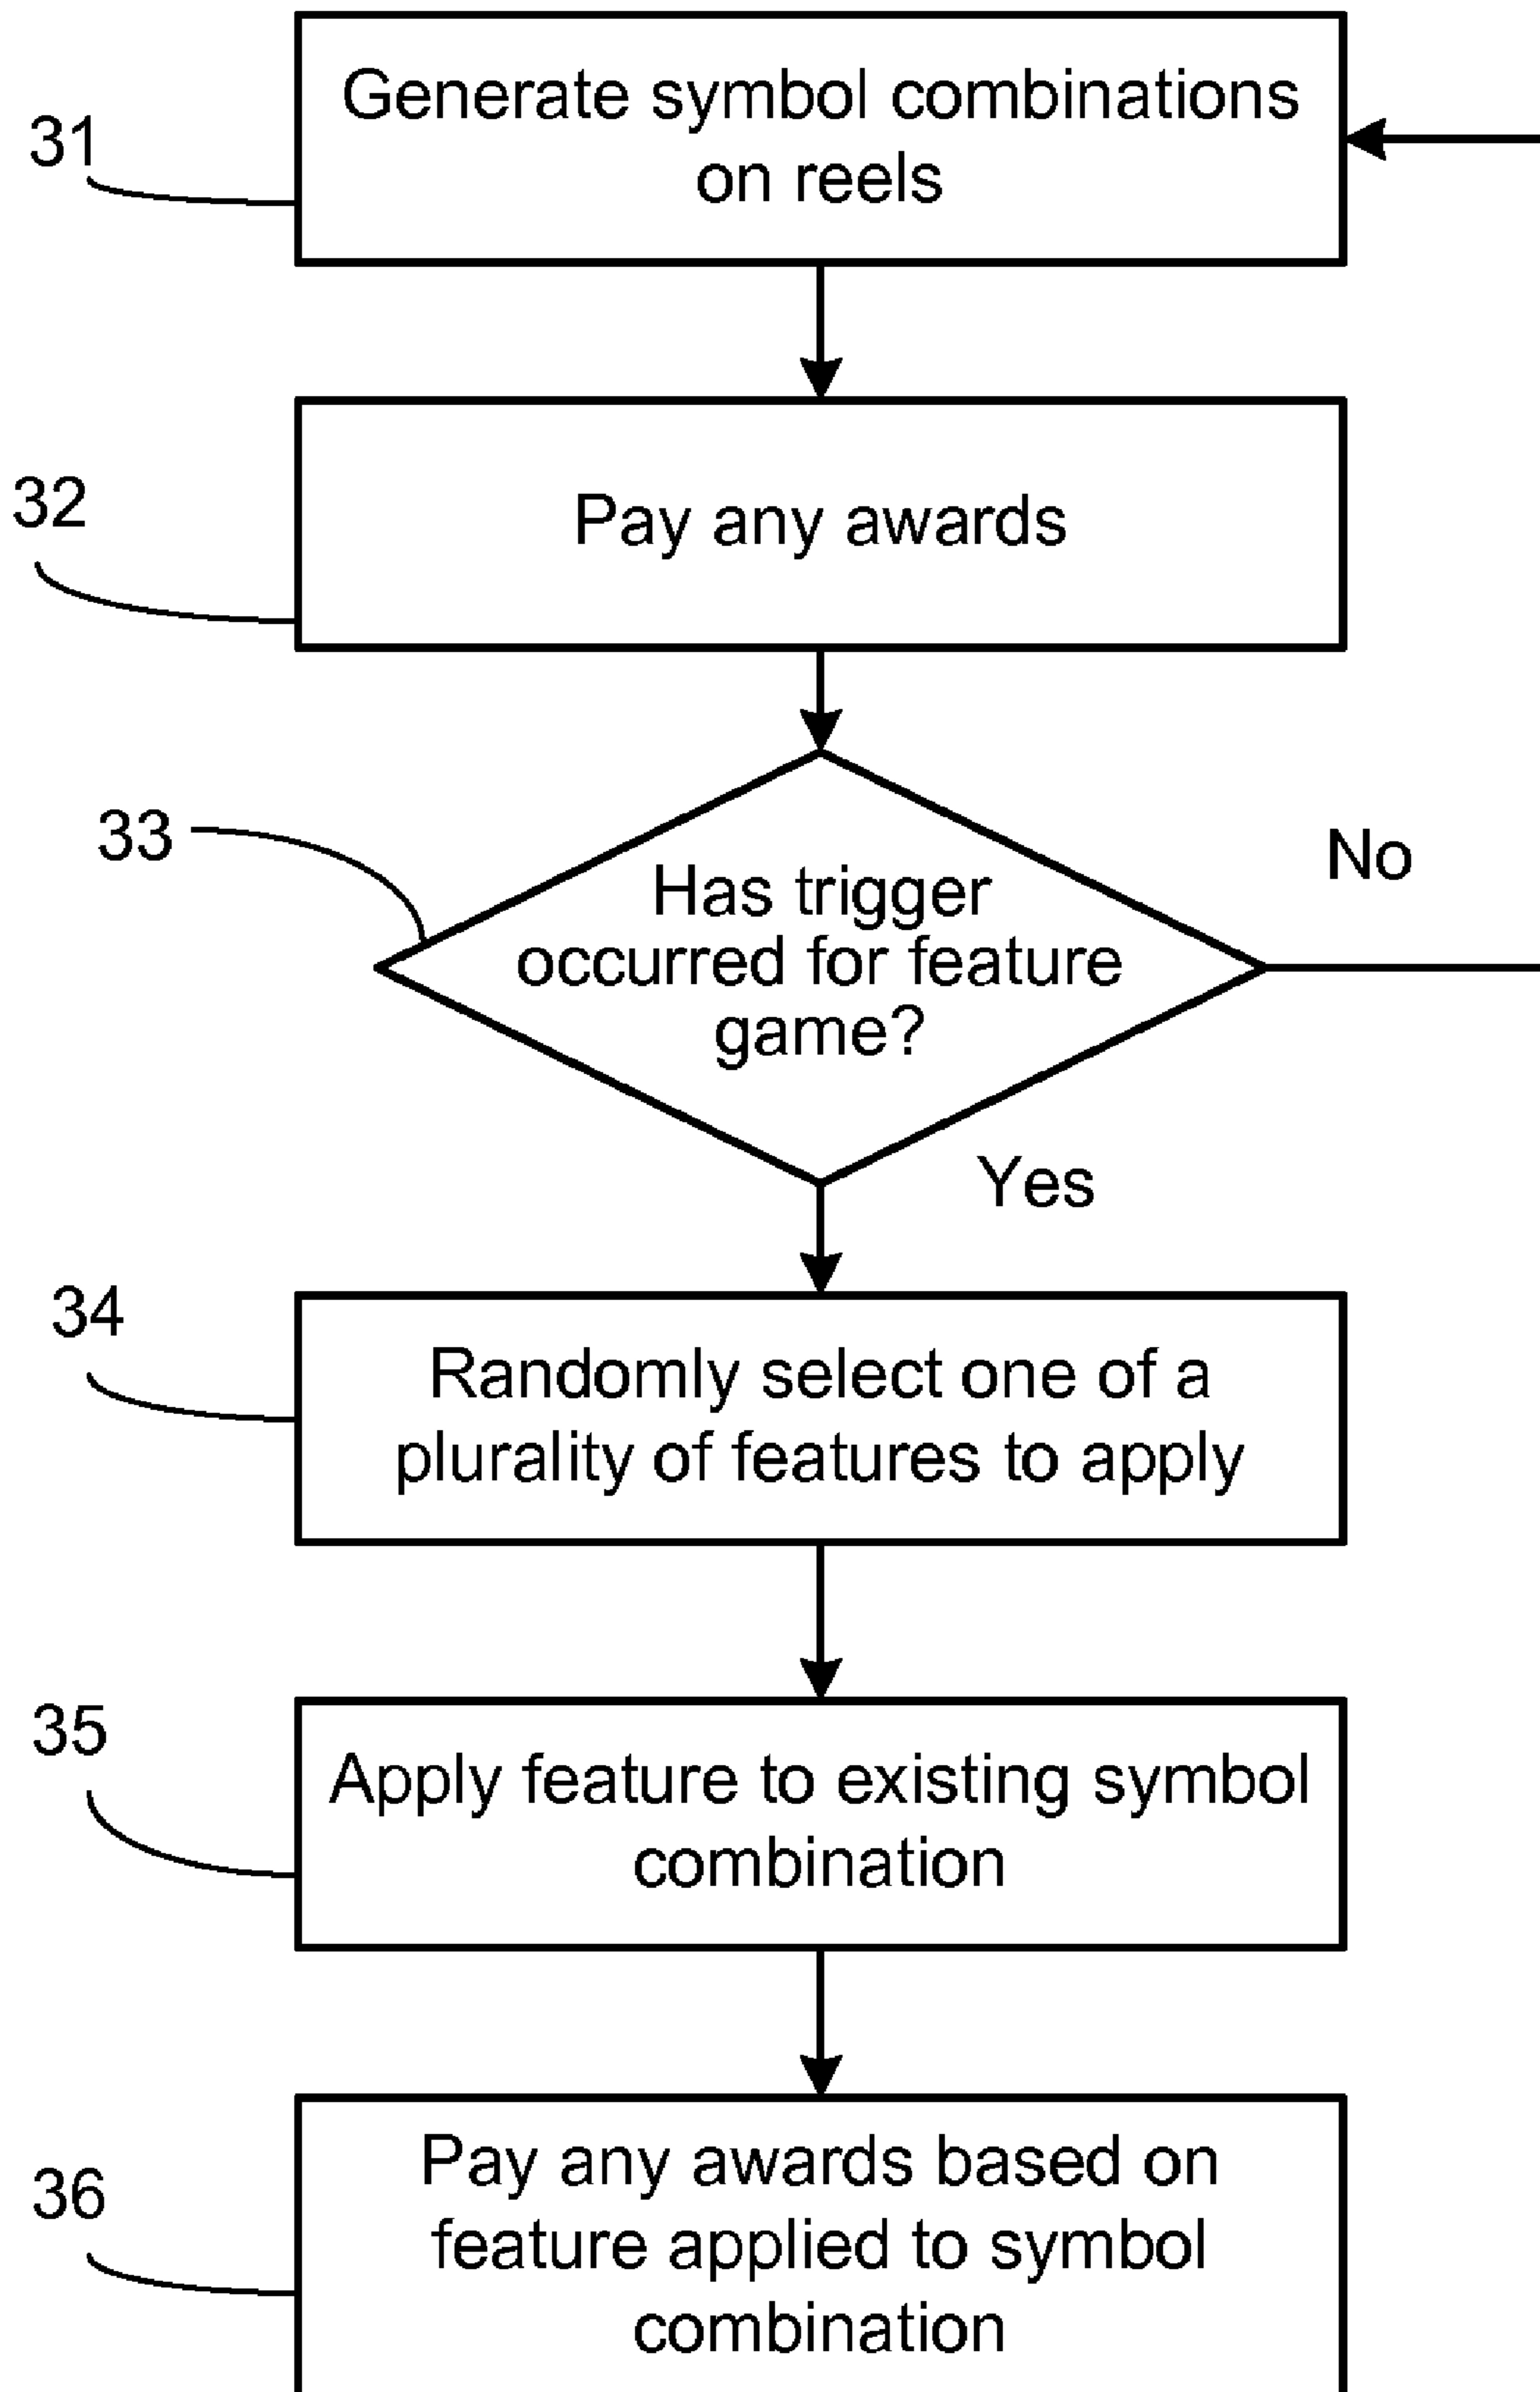 31
Generate symbol combinations
on reels
32
Pay any awards
33
Has trigger
occurred for feature
game?
No
Yes
34
Randomly select one of a
plurality of features to apply
35
Apply feature to existing symbol
combination
36
Pay any awards based on
feature applied to symbol
combination